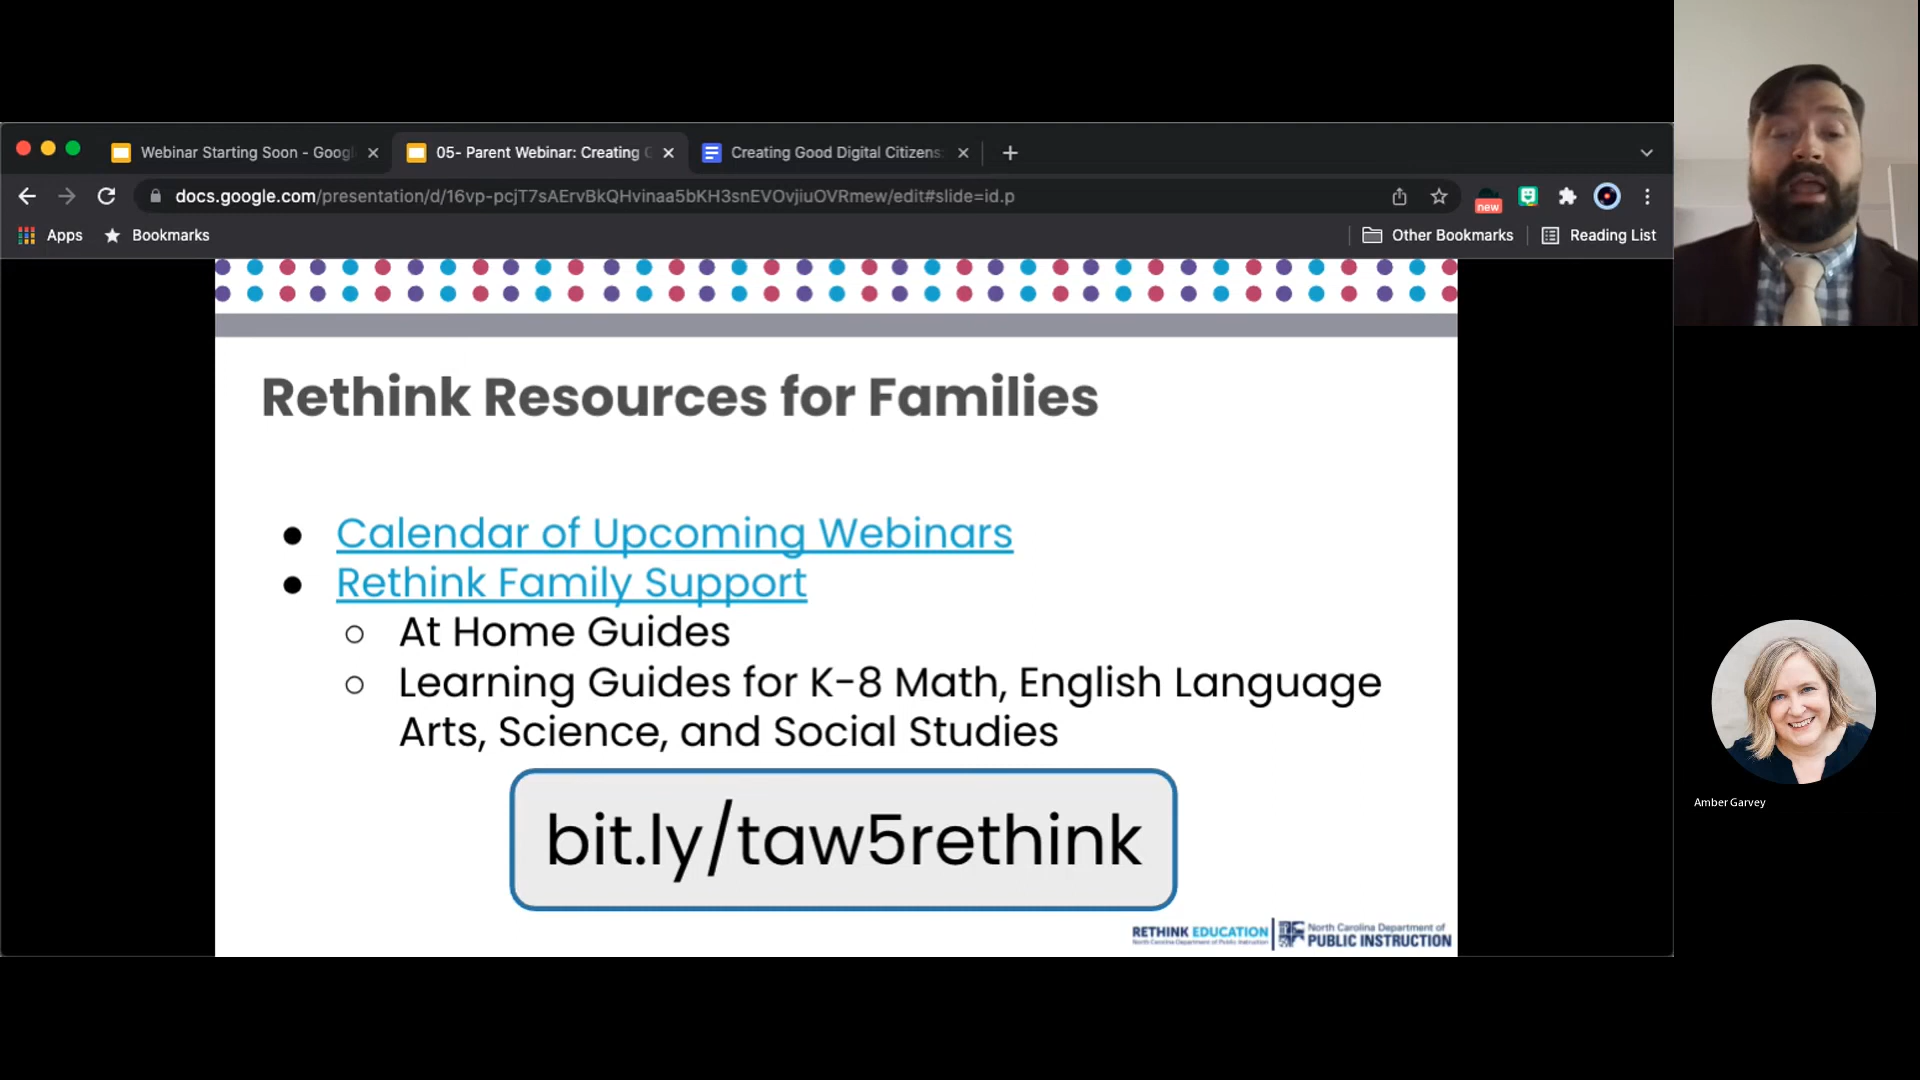 Webinar Starting Soon - Googl
05- Parent Webinar: Creating G
Creating Good Digital Citizens:
docs.google.com/presentation/d/16vp-pcjT7sAErvBkQHvinaa5bKH3snEVOvjiuOVRmew/edit#slide=id.p
new
Apps
Bookmarks
Other Bookmarks
Reading List
Rethink Resources for Families
● Calendar of Upcoming Webinars
● Rethink Family Support
○ At Home Guides
○ Learning Guides for K-8 Math, English Language
Arts, Science, and Social Studies
bit.ly/taw5rethink
RETHINK EDUCATION
North Carolina Department of Public Instruction
North Carolina Department of
PUBLIC INSTRUCTION
Amber Garvey